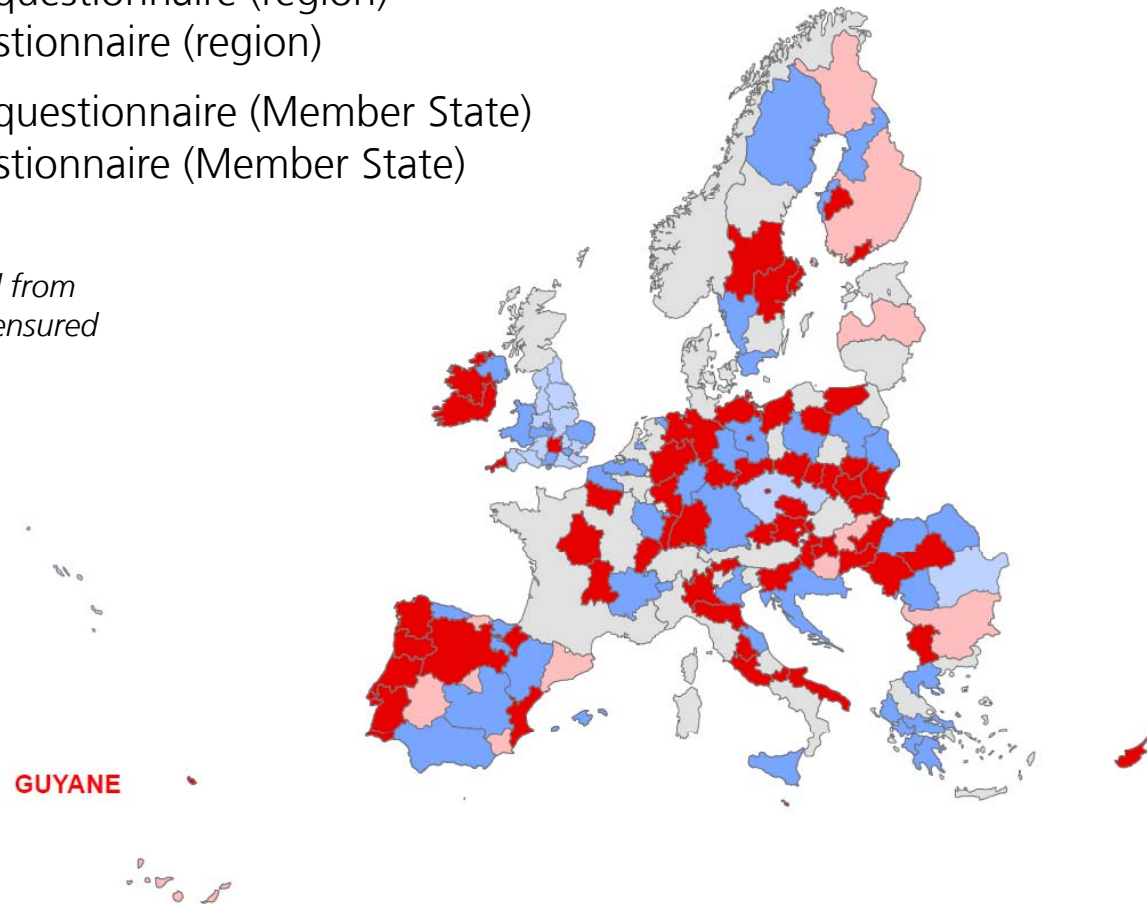 questionnaire (region)
stionnaire (region)
questionnaire (Member State)
stionnaire (Member State)
from
ensured
GUYANE